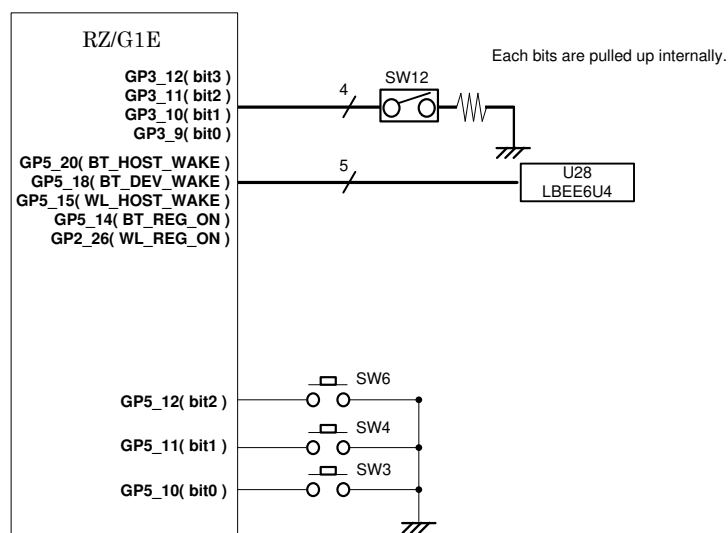 RZ/G1E
Each bits are pulled up internally.
GP3_12( bit3 )
GP3_11( bit2 )
GP3_10( bit1 )
GP3_9( bit0 )
4
SW12
GP5_20( BT_HOST_WAKE )
GP5_18( BT_DEV_WAKE )
GP5_15( WL_HOST_WAKE )
GP5_14( BT_REG_ON )
GP2_26( WL_REG_ON )
5
U28
LBEE6U4
GP5_12( bit2 )
SW6
GP5_11( bit1 )
SW4
GP5_10( bit0 )
SW3